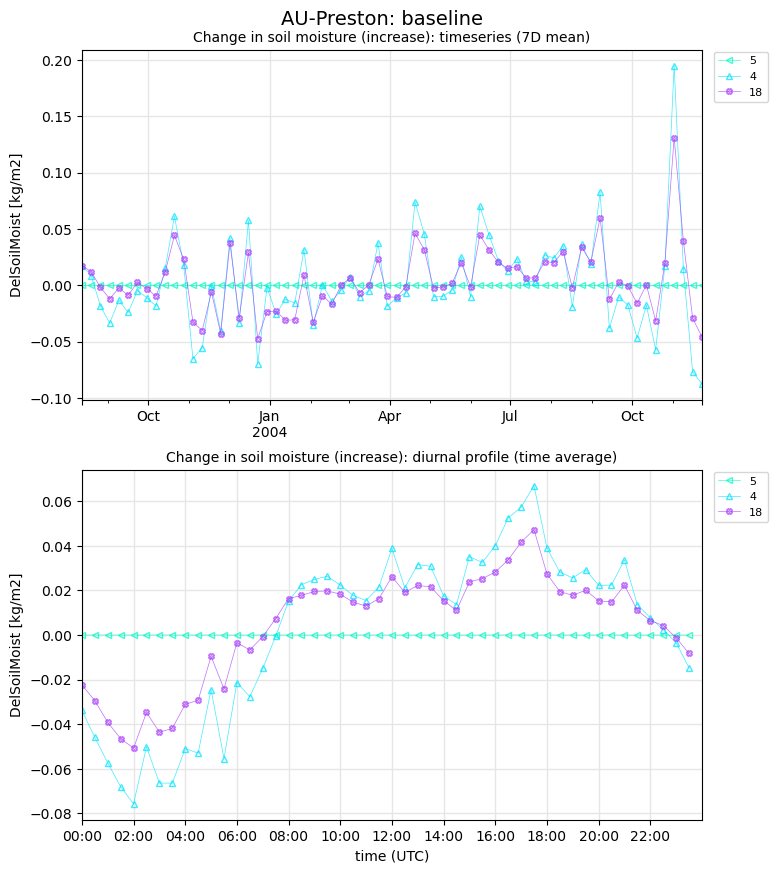 AU-Preston: baseline
Change in soil moisture (increase): timeseries (7D mean)
DelSoilMoist [kg/m2]
0.20
0.15
0.10
0.05
0.00
−0.05
−0.10
Oct
Jan
2004
Apr
Jul
Oct
5
4
18
Change in soil moisture (increase): diurnal profile (time average)
DelSoilMoist [kg/m2]
0.06
0.04
0.02
0.00
−0.02
−0.04
−0.06
−0.08
00:00 02:00 04:00 06:00 08:00 10:00 12:00 14:00 16:00 18:00 20:00 22:00
time (UTC)
5
4
18